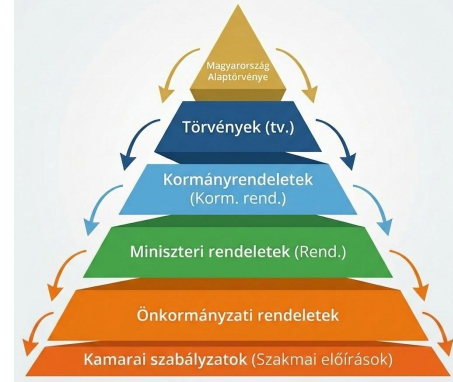 Magyarország
Alaptörvénye
Törvények (tv.)
Kormányrendeletek
(Korm. rend.)
Miniszteri rendeletek (Rend.)
Önkormányzati rendeletek
Kamarai szabályzatok (Szakmai előírások)